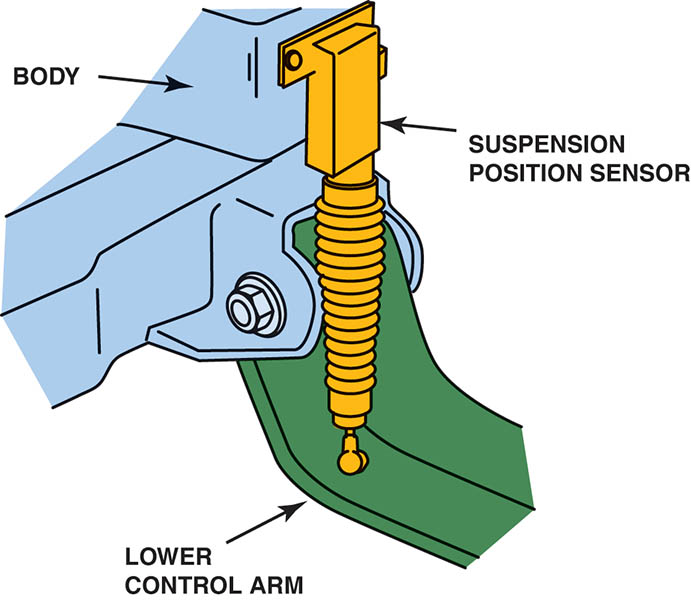 BODY
SUSPENSION
POSITION SENSOR
LOWER
CONTROL ARM